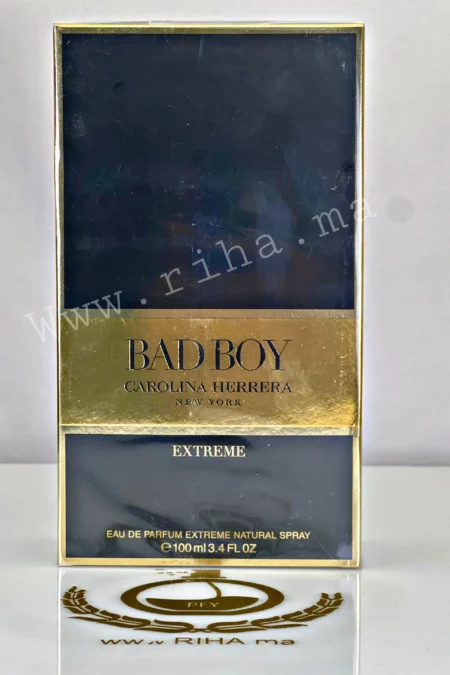 www.riha.ma
BAD BOY
CAROLINA HERRERA
NEW YORK
EXTREME
EAU DE PARFUM EXTREME NATURAL SPRAY
℮100 ml 3.4 FL OZ
PFY
www.RIHA.ma